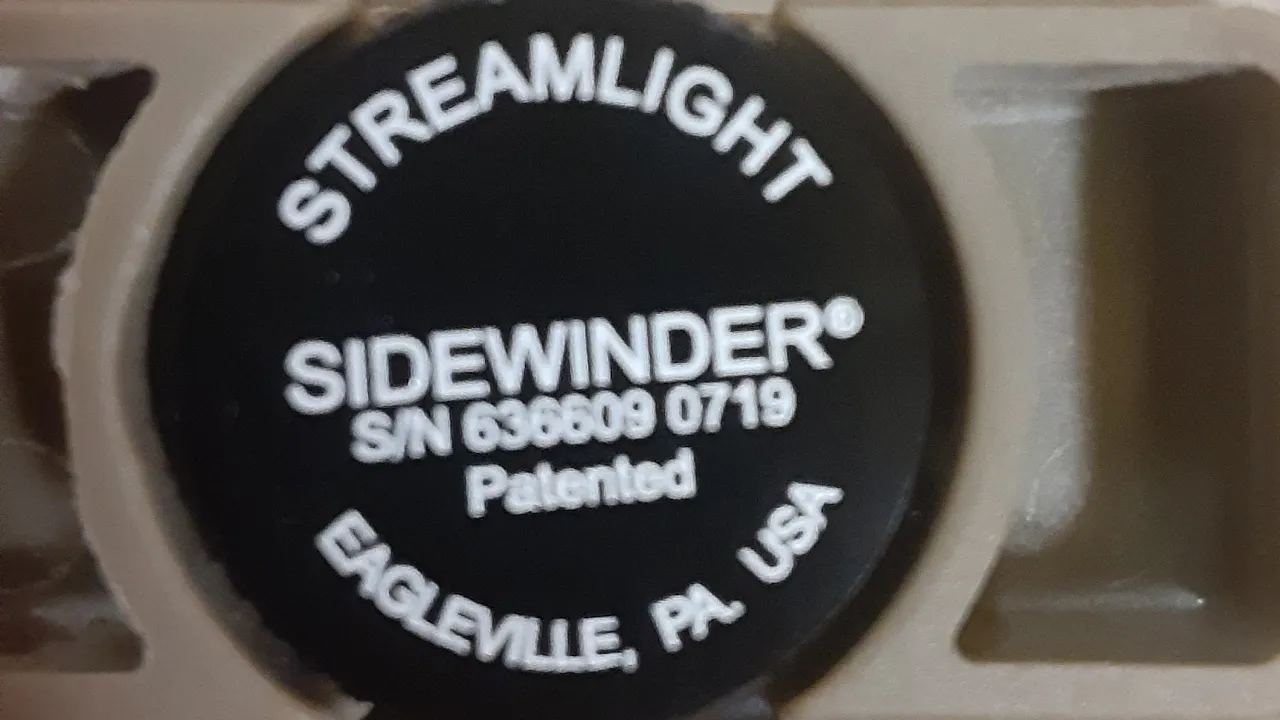 STREAMLIGHT
SIDEWINDER®
S/N 636609 0719
Patented
EAGLEVILLE, PA. USA